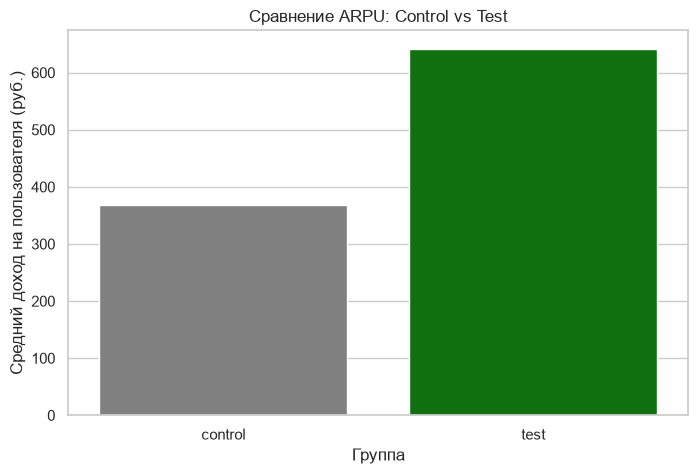 Сравнение ARPU: Control vs Test
Средний доход на пользователя (руб.)
600
500
400
300
200
100
0
control
test
Группа